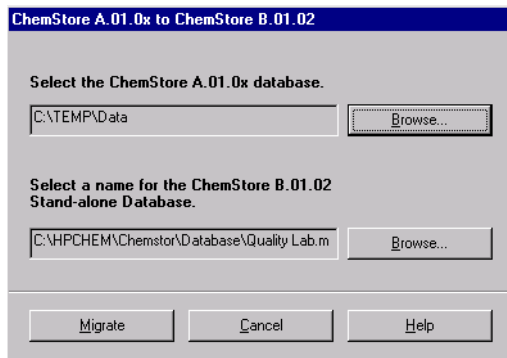 ChemStore A.01.0x to ChemStore B.01.02
Select the ChemStore A.01.0x database.
C:\TEMP\Data
Browse...
Select a name for the ChemStore B.01.02
Stand-alone Database.
C:\HPCHEM\Chemstor\Database\Quality Lab.m
Browse...
Migrate
Cancel
Help